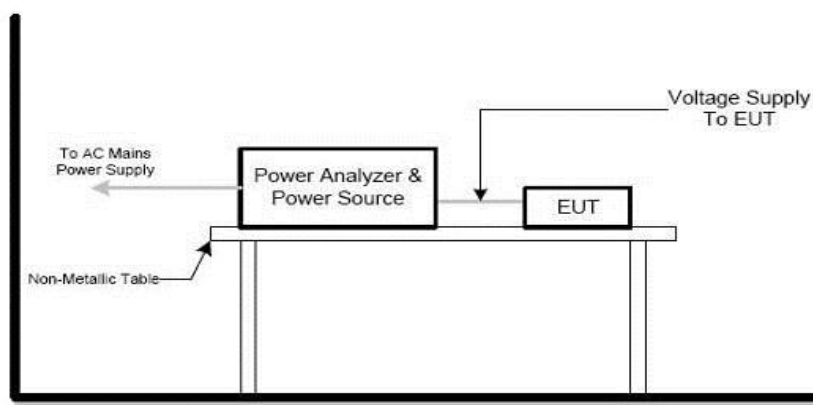 Voltage Supply
To EUT
To AC Mains
Power Supply
Power Analyzer &
Power Source
EUT
Non-Metallic Table